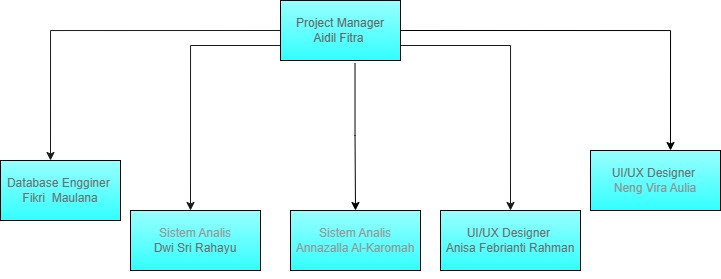 Project Manager
Aidil Fitra
Database Engginer
Fikri Maulana
Sistem Analis
Dwi Sri Rahayu
Sistem Analis
Annazalla Al-Karomah
UI/UX Designer
Anisa Febrianti Rahman
UI/UX Designer
Neng Vira Aulia